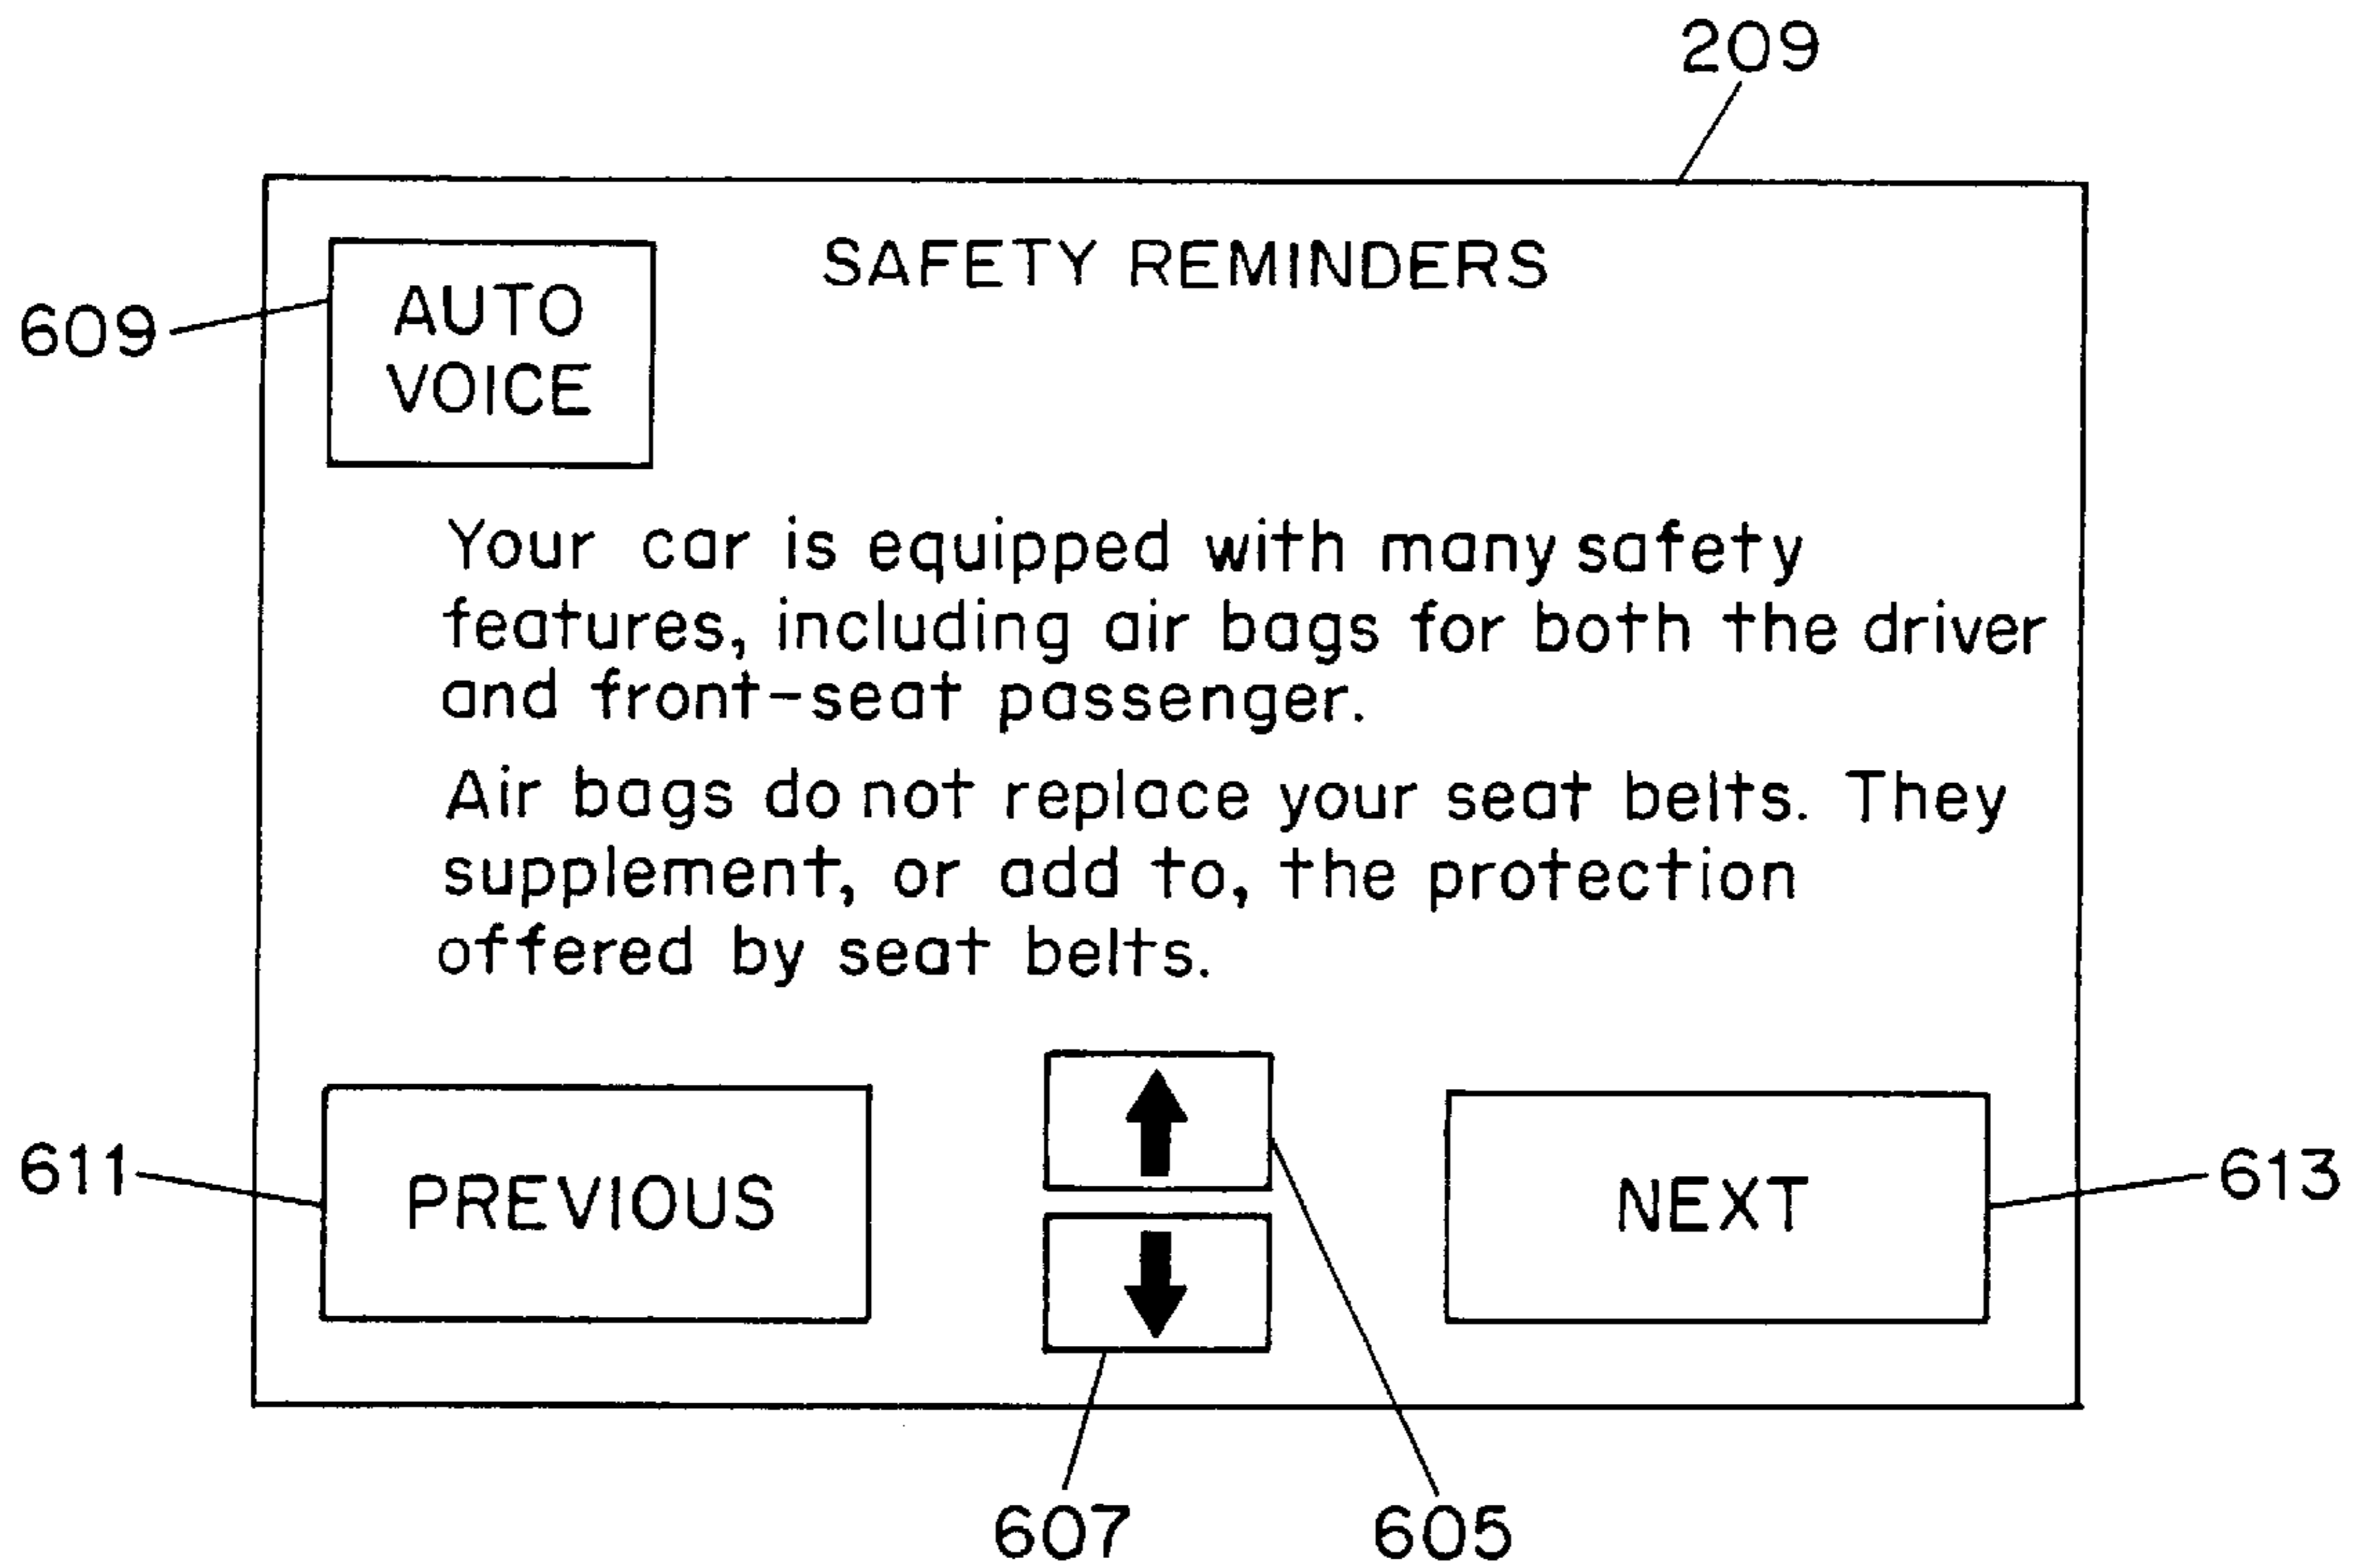 209
SAFETY REMINDERS
609
AUTO
VOICE
Your car is equipped with many safety
features, including air bags for both the driver
and front-seat passenger.
Air bags do not replace your seat belts. They
supplement, or add to, the protection
offered by seat belts.
611
PREVIOUS
NEXT
613
607
605